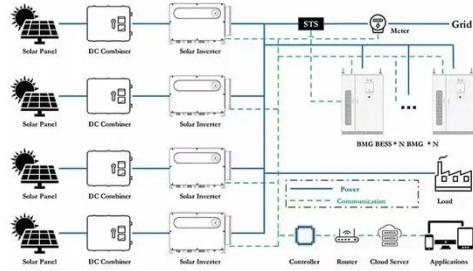 STS
Grid
Meter
Solar Panel
DC Combiner
Solar Inverter
Solar Panel
DC Combiner
Solar Inverter
BMG BESS * N BMG * N
Solar Panel
DC Combiner
Solar Inverter
Power
Communication
Load
Solar Panel
DC Combiner
Solar Inverter
Controller
Router
Cloud Server
Applications